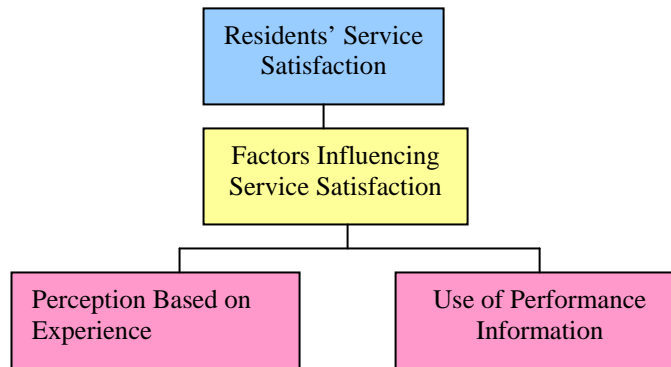 Residents’ Service
Satisfaction
Factors Influencing
Service Satisfaction
Perception Based on
Experience
Use of Performance
Information